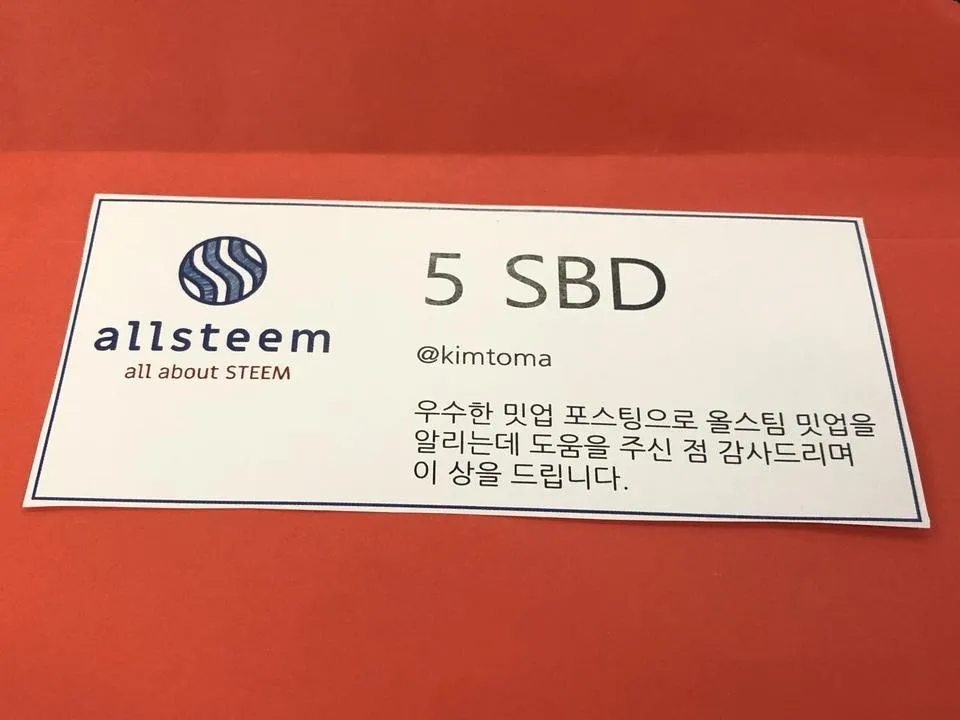 allsteem
all about STEEM
5 SBD
@kimtoma
우수한 밋업 포스팅으로 올스팀 밋업을
알리는데 도움을 주신 점 감사드리며
이 상을 드립니다.